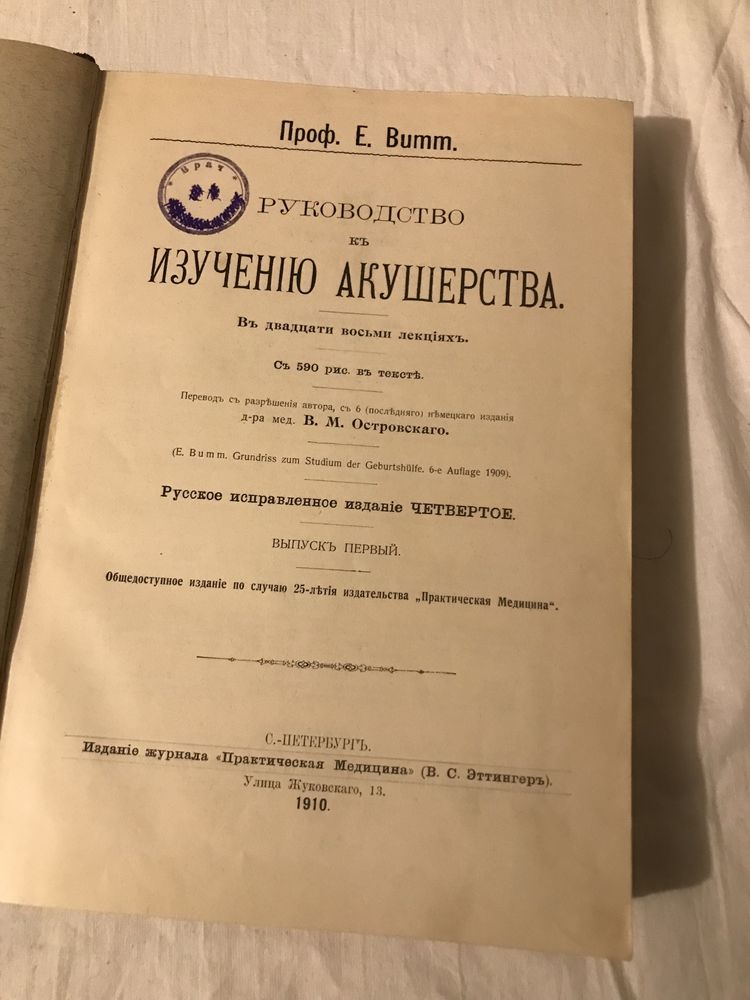 Проф. E. Bumm.
* Врач *
РУКОВОДСТВО
КЪ
ИЗУЧЕНІЮ АКУШЕРСТВА.
Въ двадцати восьми лекціяхъ.
Съ 590 рис. въ текстѣ.
Переводъ съ разрѣшенія автора, съ 6 (послѣдняго) нѣмецкаго изданія
д-ра мед. В. М. Островскаго.
(E. Bumm. Grundriss zum Studium der Geburtshülfe. 6-e Auflage 1909).
Русское исправленное изданіе ЧЕТВЕРТОЕ.
ВЫПУСКЪ ПЕРВЫЙ.
Общедоступное изданіе по случаю 25-лѣтія издательства „Практическая Медицина“.
С.-ПЕТЕРБУРГЪ.
Изданіе журнала «Практическая Медицина» (В. С. Эттингеръ).
Улица Жуковскаго, 13.
1910.